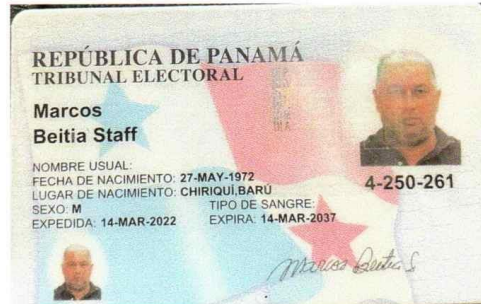 REPÚBLICA DE PANAMÁ
TRIBUNAL ELECTORAL
Marcos
Beitia Staff
NOMBRE USUAL:
FECHA DE NACIMIENTO: 27-MAY-1972
LUGAR DE NACIMIENTO: CHIRIQUÍ,BARÚ
SEXO: M TIPO DE SANGRE:
EXPEDIDA: 14-MAR-2022 EXPIRA: 14-MAR-2037
4-250-261
Marcos Beitia S